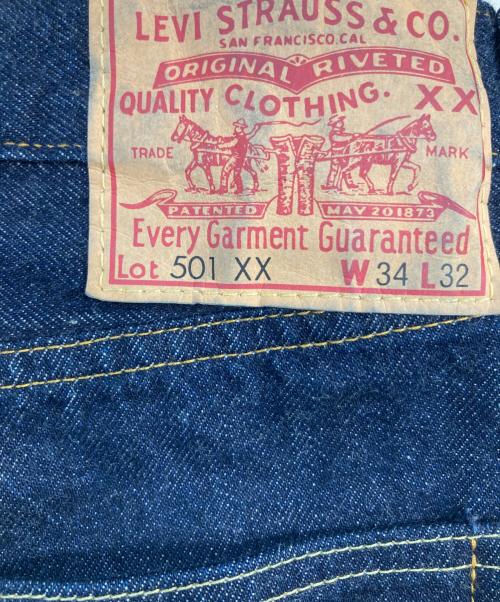 LEVI STRAUSS & CO.
SAN FRANCISCO, CAL
ORIGINAL RIVETED
QUALITY CLOTHING. XX
TRADE MARK
PATENTED MAY 20 1873
Every Garment Guaranteed
Lot 501 XX W 34 L 32